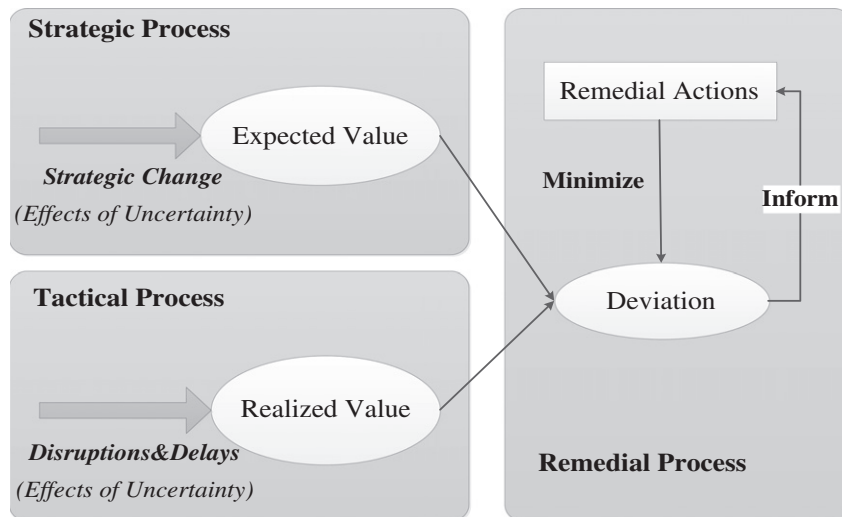 Strategic Process
Expected Value
Strategic Change
(Effects of Uncertainty)
Tactical Process
Realized Value
Disruptions&Delays
(Effects of Uncertainty)
Remedial Actions
Minimize
Inform
Deviation
Remedial Process